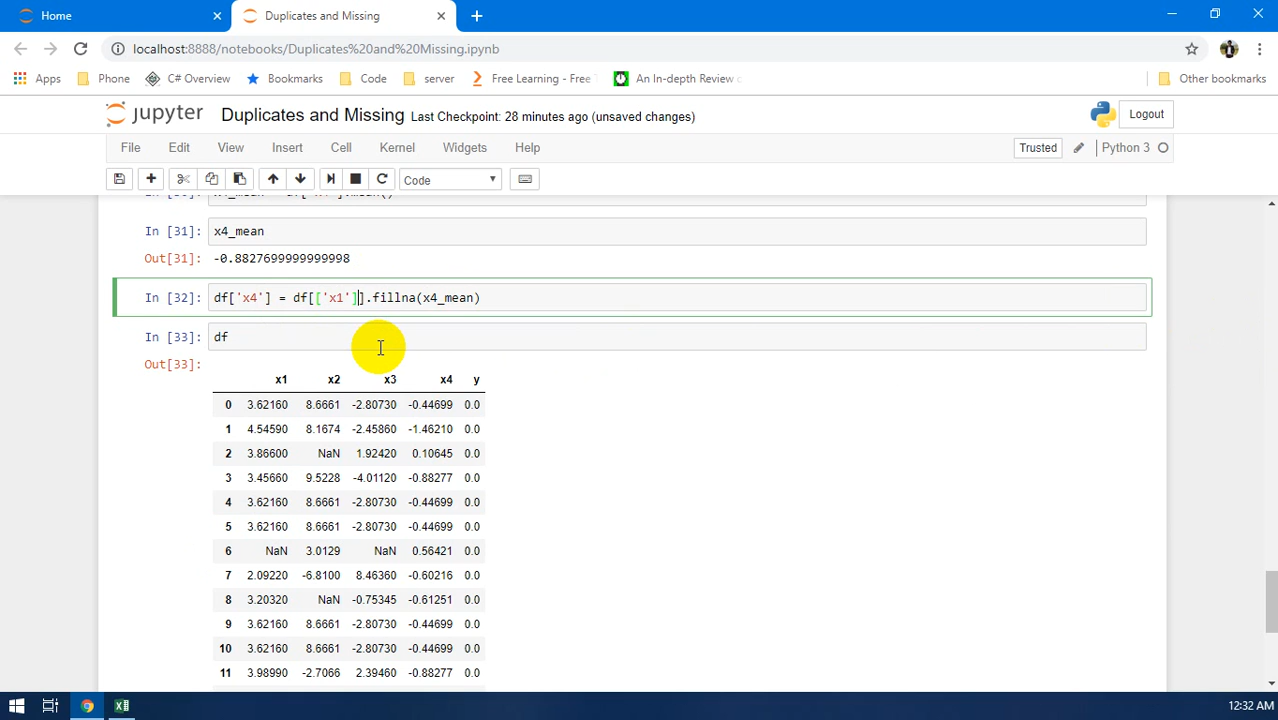 Home
Duplicates and Missing
localhost:8888/notebooks/Duplicates%20and%20Missing.ipynb
Apps Phone C# Overview Bookmarks Code server Free Learning - Free An In-depth Review Other bookmarks
jupyter Duplicates and Missing Last Checkpoint: 28 minutes ago (unsaved changes) Logout
File Edit View Insert Cell Kernel Widgets Help Trusted Python 3
Code
In [31]: x4_mean
Out[31]: -0.8827699999999998
In [32]: df['x4'] = df[['x1']].fillna(x4_mean)
In [33]: df
Out[33]:
x1 x2 x3 x4 y
0 3.62160 8.6661 -2.80730 -0.44699 0.0
1 4.54590 8.1674 -2.45860 -1.46210 0.0
2 3.86600 NaN 1.92420 0.10645 0.0
3 3.45660 9.5228 -4.01120 -0.88277 0.0
4 3.62160 8.6661 -2.80730 -0.44699 0.0
5 3.62160 8.6661 -2.80730 -0.44699 0.0
6 NaN 3.0129 NaN 0.56421 0.0
7 2.09220 -6.8100 8.46360 -0.60216 0.0
8 3.20320 NaN -0.75345 -0.61251 0.0
9 3.62160 8.6661 -2.80730 -0.44699 0.0
10 3.62160 8.6661 -2.80730 -0.44699 0.0
11 3.98990 -2.7066 2.39460 -0.88277 0.0
12:32 AM